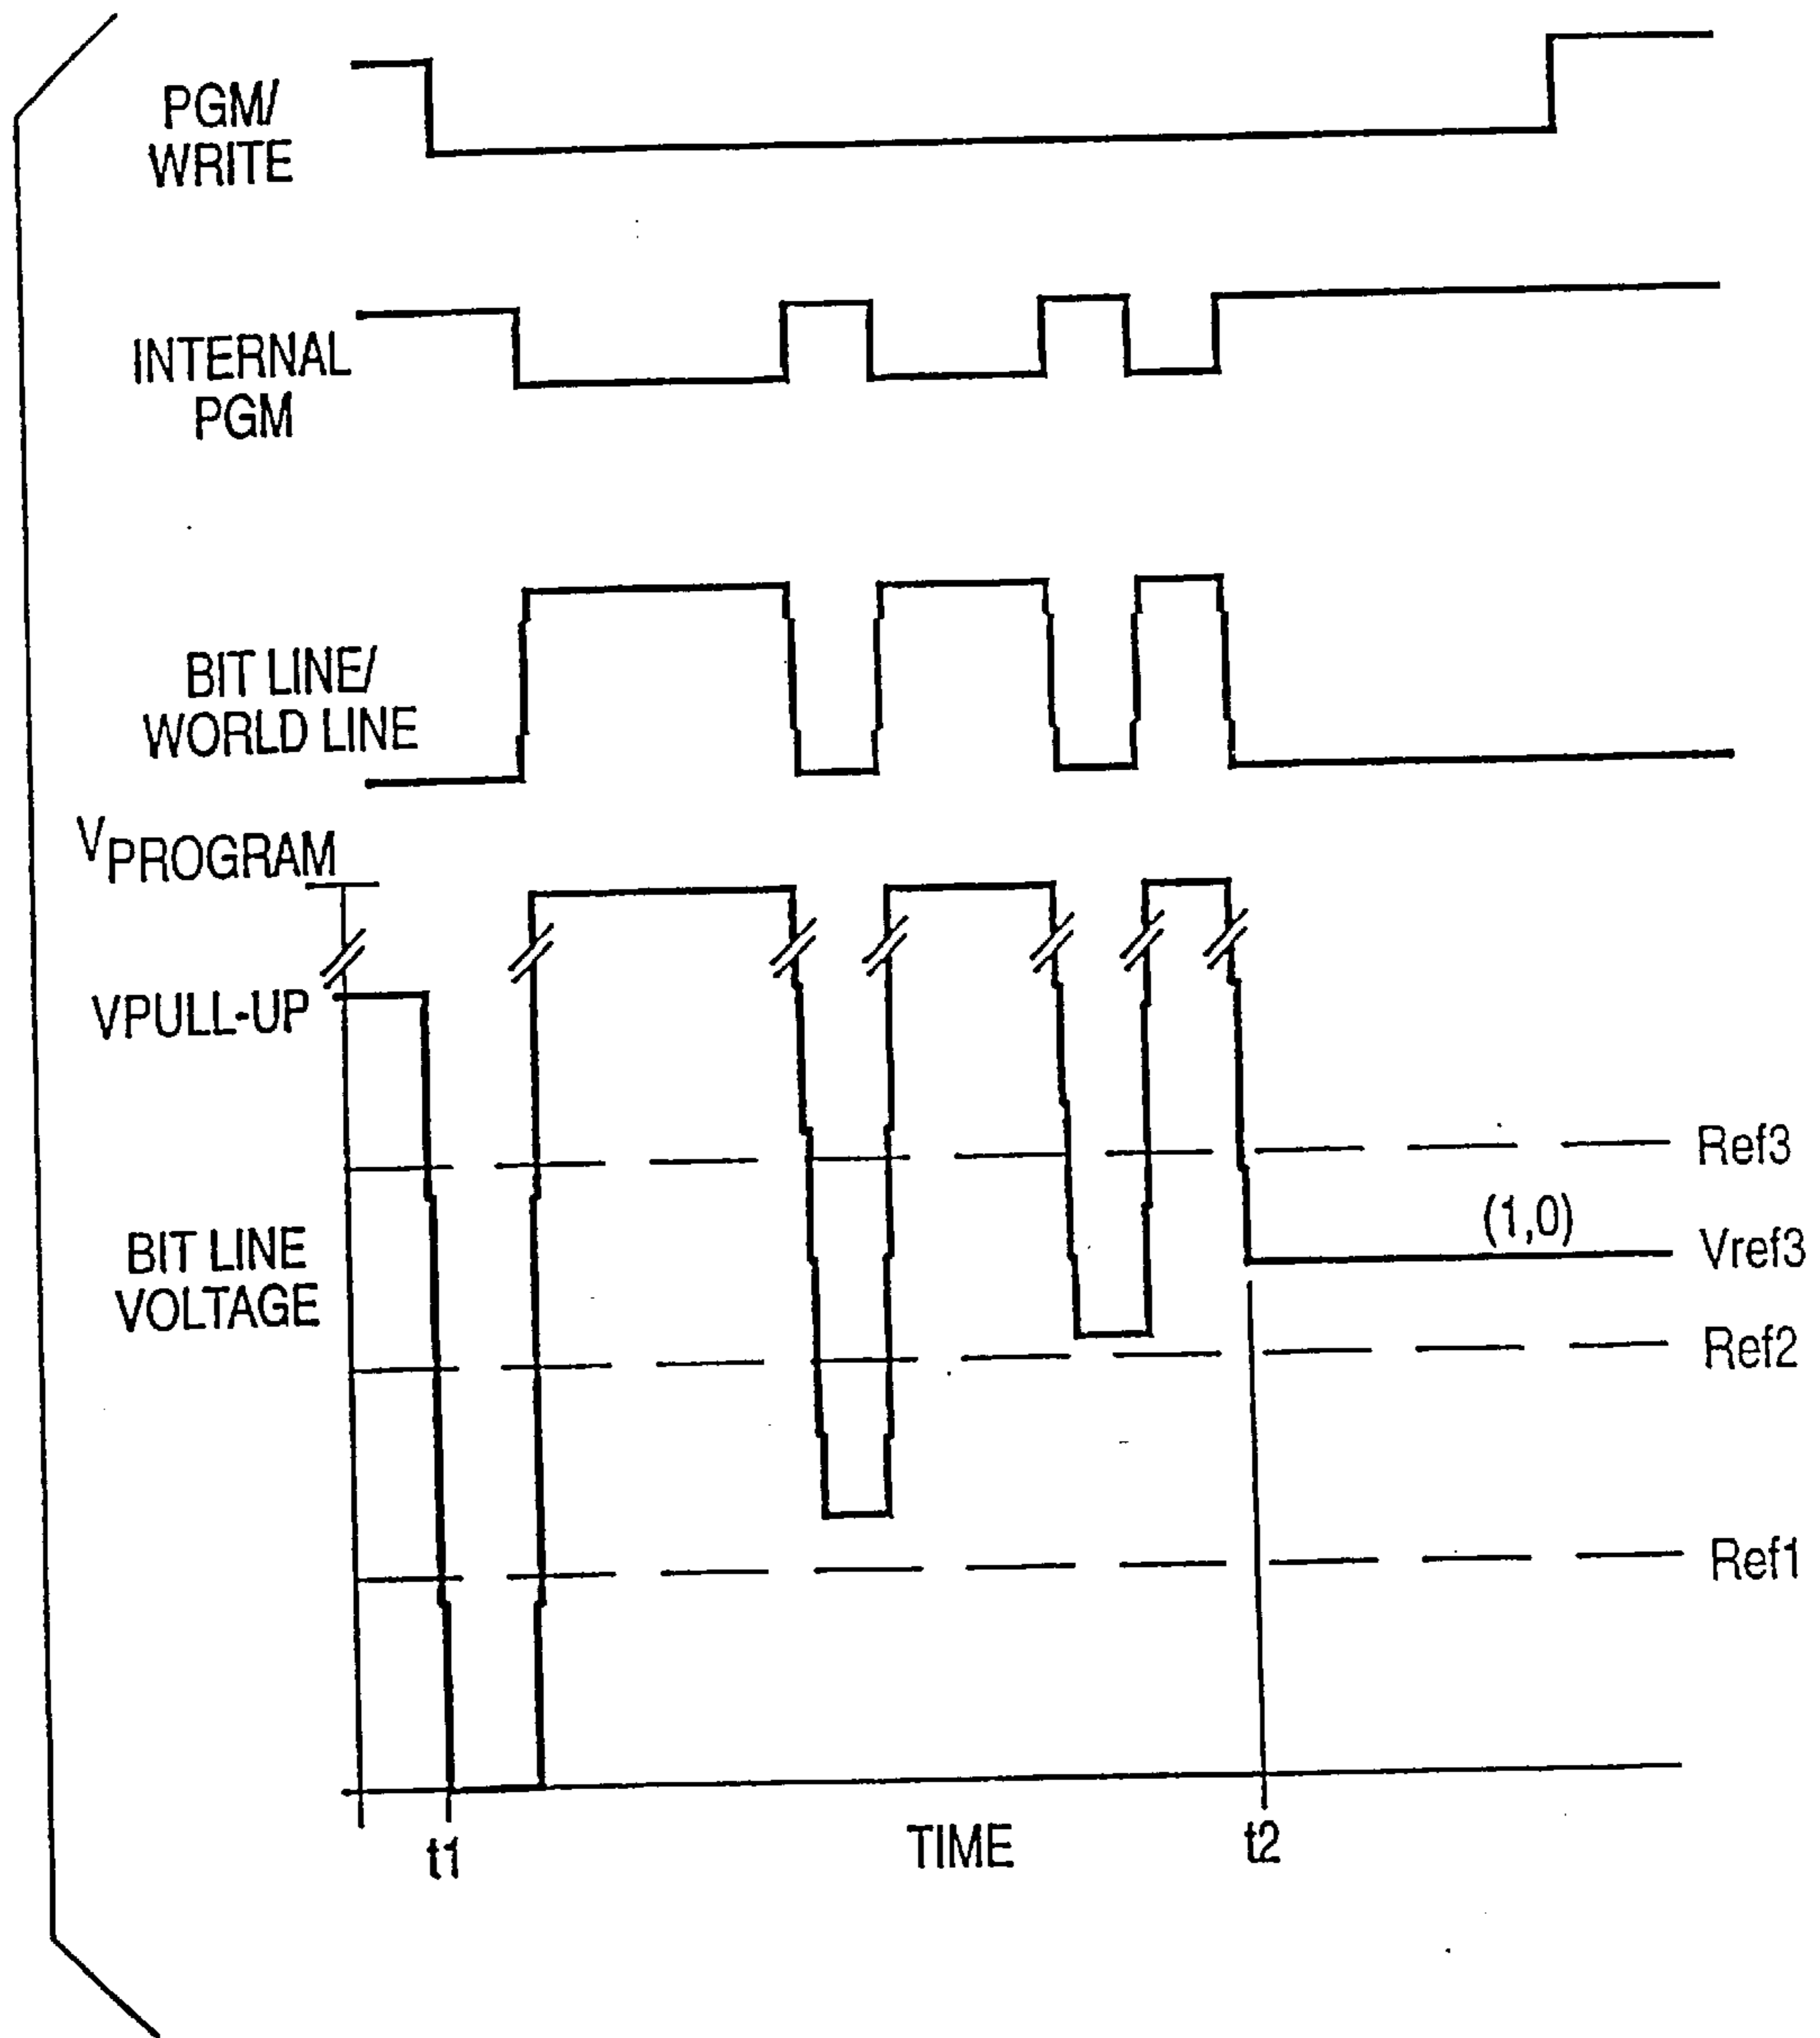 PGM/
WRITE
INTERNAL
PGM
BIT LINE/
WORLD LINE
VPROGRAM
VPULL-UP
BIT LINE
VOLTAGE
Ref3
(1,0)
Vref3
Ref2
Ref1
t1
TIME
t2